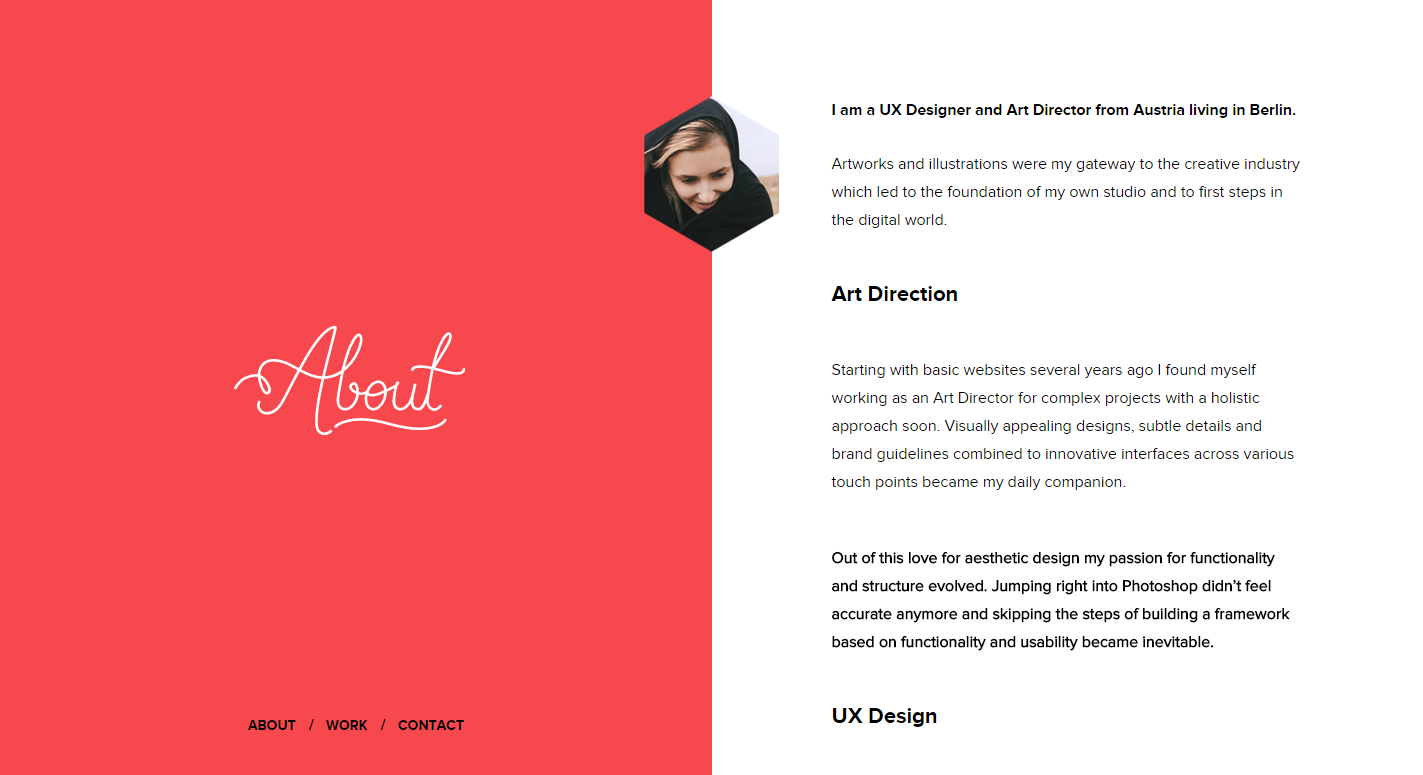 About
ABOUT / WORK / CONTACT
I am a UX Designer and Art Director from Austria living in Berlin.
Artworks and illustrations were my gateway to the creative industry
which led to the foundation of my own studio and to first steps in
the digital world.
Art Direction
Starting with basic websites several years ago I found myself
working as an Art Director for complex projects with a holistic
approach soon. Visually appealing designs, subtle details and
brand guidelines combined to innovative interfaces across various
touch points became my daily companion.
Out of this love for aesthetic design my passion for functionality
and structure evolved. Jumping right into Photoshop didn’t feel
accurate anymore and skipping the steps of building a framework
based on functionality and usability became inevitable.
UX Design